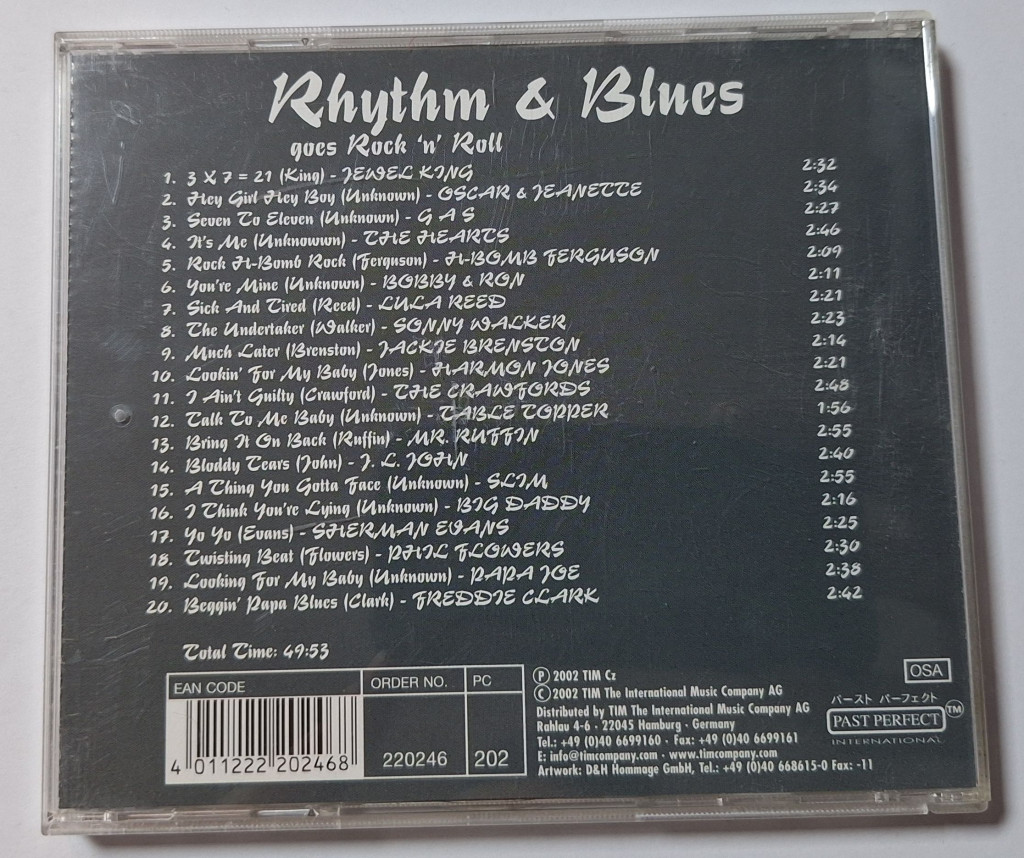 Rhythm & Blues
goes Rock 'n' Roll
1. 3 X 7 = 21 (King) - JEWEL KING 2:32
2. Hey Girl Hey Boy (Unknown) - OSCAR & JEANETTE 2:34
3. Seven To Eleven (Unknown) - G A S 2:27
4. It's Me (Unknowwn) - THE HEARTS 2:46
5. Rock H-Bomb Rock (Ferguson) - H-BOMB FERGUSON 2:09
6. You're Mine (Unknown) - BOBBY & RON 2:11
7. Sick And Tired (Reed) - LULA REED 2:21
8. The Undertaker (Walker) - SONNY WALKER 2:23
9. Much Later (Brenston) - JACKIE BRENSTON 2:14
10. Lookin' For My Baby (Jones) - HARMON JONES 2:21
11. I Ain't Guilty (Crawford) - THE CRAWFORDS 2:48
12. Talk To Me Baby (Unknown) - TABLE TOPPER 1:56
13. Bring It On Back (Ruffin) - MR. RUFFIN 2:55
14. Bloddy Tears (John) - J. L. JOHN 2:40
15. A Thing You Gotta Face (Unknown) - SLIM 2:55
16. I Think You're Lying (Unknown) - BIG DADDY 2:16
17. Yo Yo (Evans) - SHERMAN EVANS 2:25
18. Twisting Beat (Flowers) - PHIL FLOWERS 2:30
19. Looking For My Baby (Unknown) - PAPA JOE 2:38
20. Beggin' Papa Blues (Clark) - FREDDIE CLARK 2:42
Total Time: 49:53
EAN CODE ORDER NO. PC
4 011222 202468 220246 202
Ⓟ 2002 TIM Cz
© 2002 TIM The International Music Company AG
Distributed by TIM The International Music Company AG
Rahlau 4-6 · 22045 Hamburg · Germany
Tel.: +49 (0)40 6699160 · Fax: +49 (0)40 6699161
E: info@timcompany.com · www.timcompany.com
Artwork: D&H Hommage GmbH, Tel.: +49 (0)40 668615-0 Fax: -11
OSA
パースト パーフェクト
PAST PERFECT TM
INTERNATIONAL